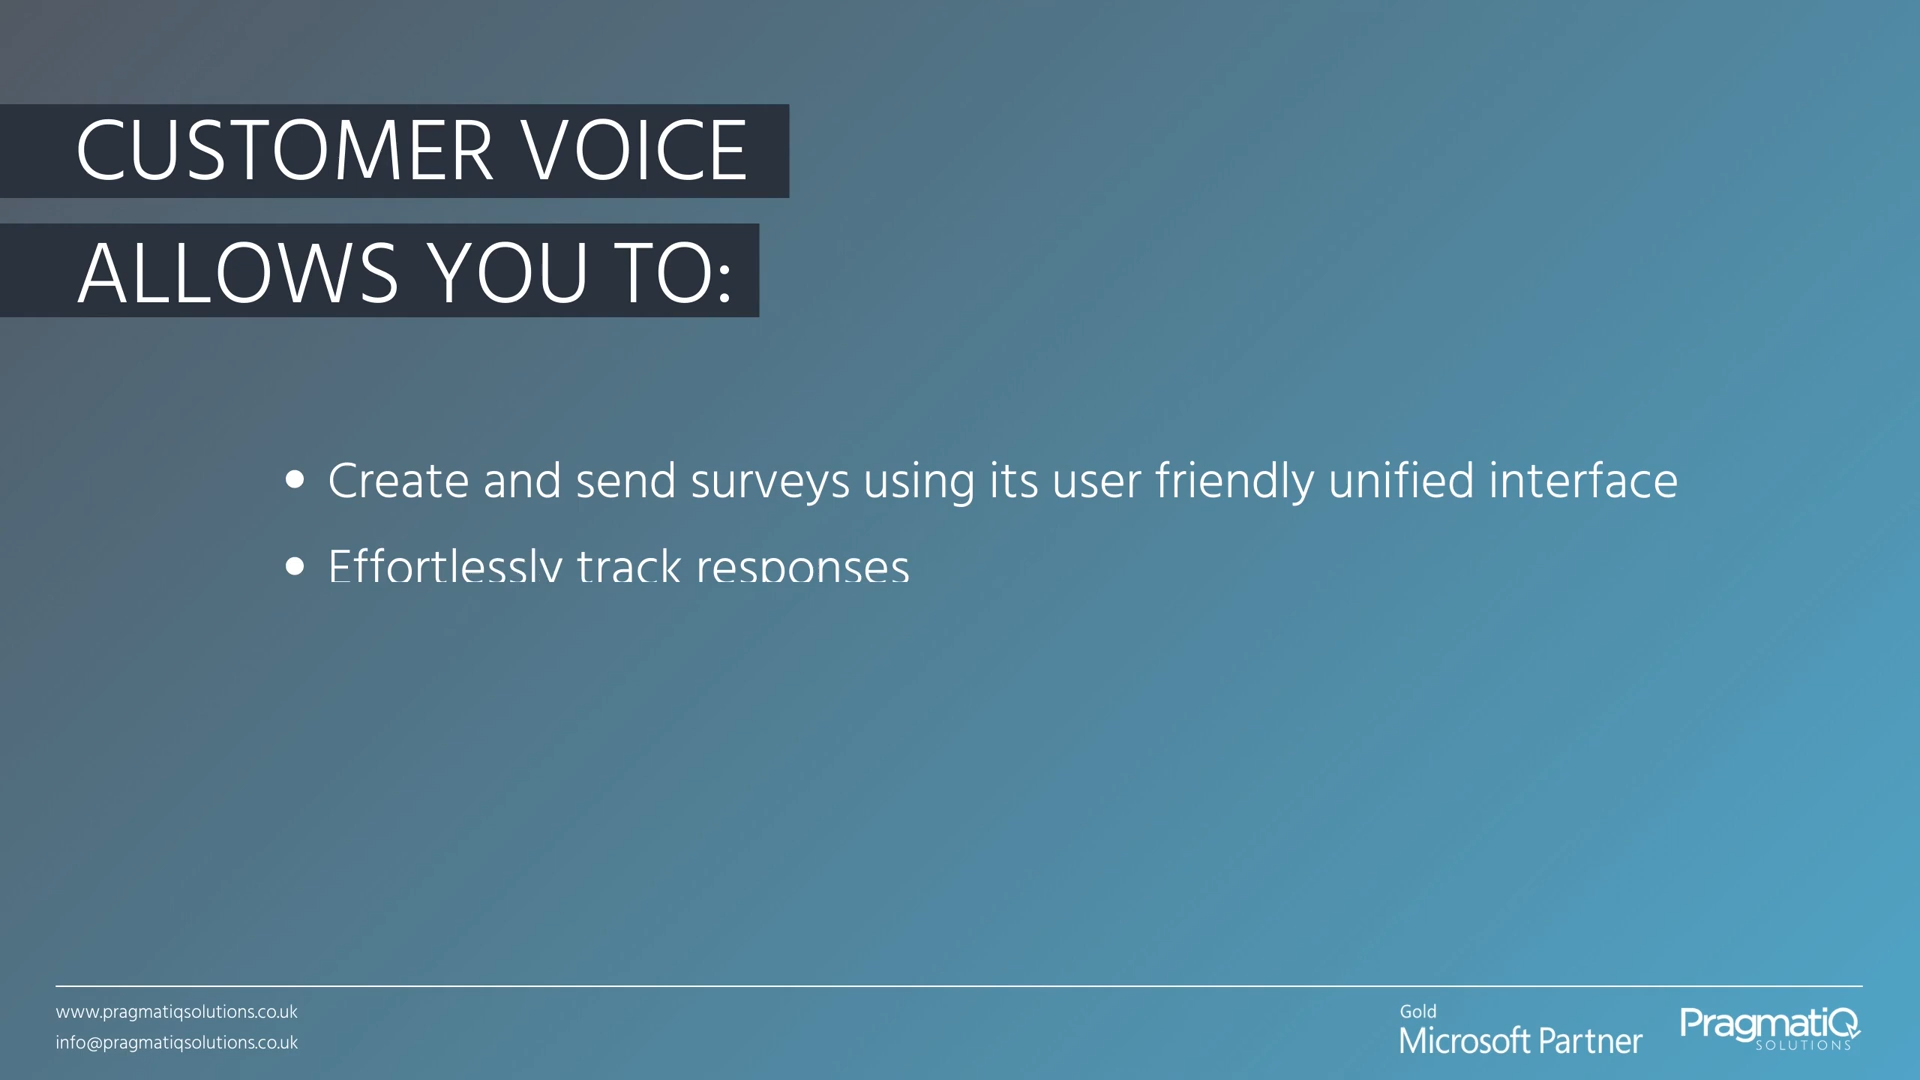 CUSTOMER VOICE
ALLOWS YOU TO:
• Create and send surveys using its user friendly unified interface
• Effortlessly track responses
www.pragmatiqsolutions.co.uk
info@pragmatiqsolutions.co.uk
Gold
Microsoft Partner
PragmatiQ
SOLUTIONS